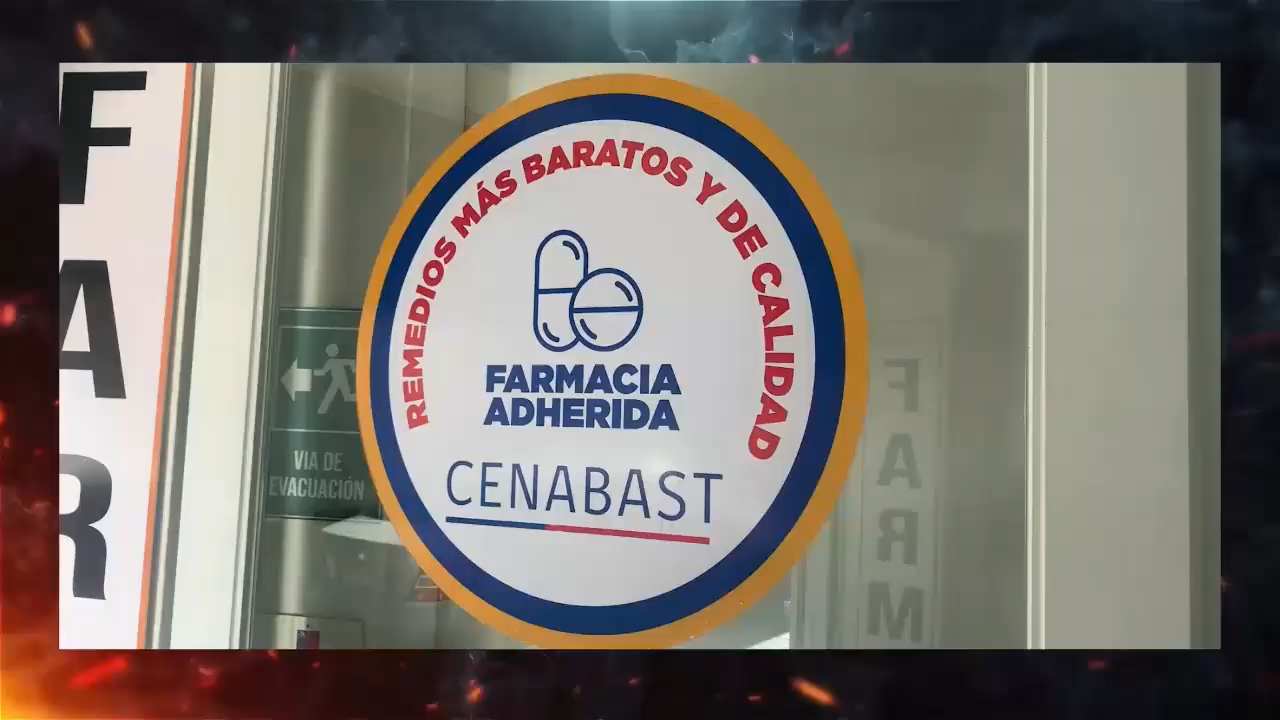 F
A
R
REMEDIOS MÁS BARATOS Y DE CALIDAD
FARMACIA
ADHERIDA
CENABAST
VIA DE
EVACUACIÓN
F
A
R
M